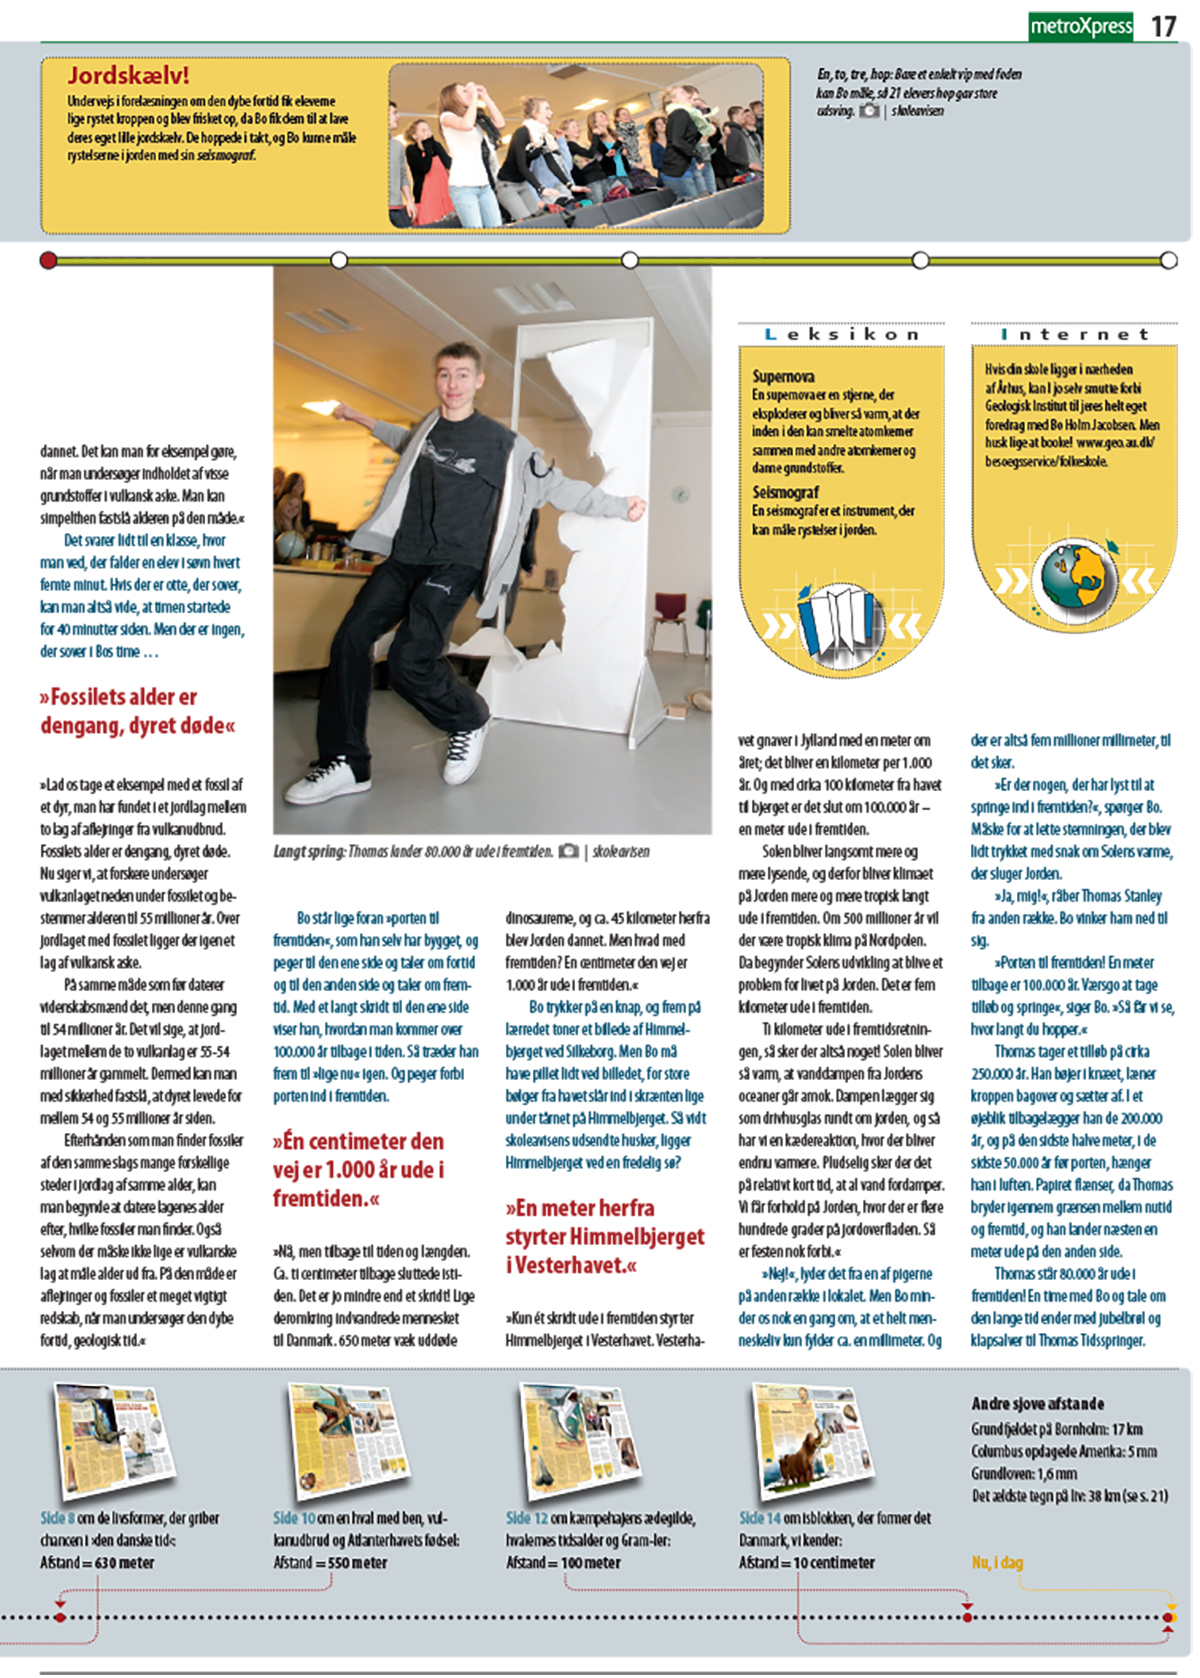 metroXpress 17
Jordskælv!
Undervejs i forelæsningen om den dybe fortid fik eleverne
lige rystet kroppen og blev frisket op, da Bo fik dem til at lave
deres eget lille jordskælv. De hoppede i takt, og Bo kunne måle
rystelserne i jorden med sin seismograf.
En, to, tre, hop: Bare et enkelt vip med foden
kan Bo måle, så 21 elevers hop gav store
udsving. | skoleavisen
dannet. Det kan man for eksempel gøre,
når man undersøger indholdet af visse
grundstoffer i vulkansk aske. Man kan
simpelthen fastslå alderen på den måde.«
Det svarer lidt til en klasse, hvor
man ved, der falder en elev i søvn hvert
femte minut. Hvis der er otte, der sover,
kan man altså vide, at timen startede
for 40 minutter siden. Men der er ingen,
der sover i Bos time ...
»Fossilets alder er
dengang, dyret døde«
»Lad os tage et eksempel med et fossil af
et dyr, man har fundet i et jordlag mellem
to lag af aflejringer fra vulkanudbrud.
Fossilets alder er dengang, dyret døde.
Nu siger vi, at forskere undersøger
vulkanlaget neden under fossilet og be-
stemmer alderen til 55 millioner år. Over
jordlaget med fossilet ligger der igen et
lag af vulkansk aske.
På samme måde som før daterer
videnskabsmænd det, men denne gang
til 54 millioner år. Det vil sige, at jord-
laget mellem de to vulkanlag er 55-54
millioner år gammelt. Dermed kan man
med sikkerhed fastslå, at dyret levede for
mellem 54 og 55 millioner år siden.
Efterhånden som man finder fossiler
af den samme slags mange forskellige
steder i jordlag af samme alder, kan
man begynde at datere lagenes alder
efter, hvilke fossiler man finder. Også
selvom der måske ikke lige er vulkanske
lag at måle alder ud fra. På den måde er
aflejringer og fossiler et meget vigtigt
redskab, når man undersøger den dybe
fortid, geologisk tid.«
Langt spring: Thomas lander 80.000 år ude i fremtiden. | skoleavisen
Bo står lige foran »porten til
fremtiden«, som han selv har bygget, og
peger til den ene side og taler om fortid
og til den anden side og taler om frem-
tid. Med et langt skridt til den ene side
viser han, hvordan man kommer over
100.000 år tilbage i tiden. Så træder han
frem til »lige nu« igen. Og peger forbi
porten ind i fremtiden.
»Én centimeter den
vej er 1.000 år ude i
fremtiden.«
»Nå, men tilbage til tiden og længden.
Ca. ti centimeter tilbage sluttede isti-
den. Det er jo mindre end et skridt! Lige
deromkring indvandrede mennesket
til Danmark. 650 meter væk uddøde
dinosaurerne, og ca. 45 kilometer herfra
blev Jorden dannet. Men hvad med
fremtiden? En centimeter den vej er
1.000 år ude i fremtiden.«
Bo trykker på en knap, og frem på
lærredet toner et billede af Himmel-
bjerget ved Silkeborg. Men Bo må
have pillet lidt ved billedet, for store
bølger fra havet slår ind i skrænten lige
under tårnet på Himmelbjerget. Så vidt
skoleavisens udsendte husker, ligger
Himmelbjerget ved en fredelig sø?
»En meter herfra
styrter Himmelbjerget
i Vesterhavet.«
»Kun ét skridt ude i fremtiden styrter
Himmelbjerget i Vesterhavet. Vesterha-
Leksikon
Supernova
En supernova er en stjerne, der
eksploderer og bliver så varm, at der
inden i den kan smelte atomkerner
sammen med andre atomkerner og
danne grundstoffer.
Seismograf
En seismograf er et instrument, der
kan måle rystelser i jorden.
vet gnaver i Jylland med en meter om
året; det bliver en kilometer per 1.000
år. Og med cirka 100 kilometer fra havet
til bjerget er det slut om 100.000 år –
en meter ude i fremtiden.
Solen bliver langsomt mere og
mere lysende, og derfor bliver klimaet
på Jorden mere og mere tropisk langt
ude i fremtiden. Om 500 millioner år vil
der være tropisk klima på Nordpolen.
Da begynder Solens udvikling at blive et
problem for livet på Jorden. Det er fem
kilometer ude i fremtiden.
Ti kilometer ude i fremtidsretnin-
gen, så sker der altså noget! Solen bliver
så varm, at vanddampen fra Jordens
oceaner går amok. Dampen lægger sig
som drivhusglas rundt om jorden, og så
har vi en kædereaktion, hvor der bliver
endnu varmere. Pludselig sker der det
på relativt kort tid, at al vand fordamper.
Vi får forhold på Jorden, hvor der er flere
hundrede grader på jordoverfladen. Så
er festen nok forbi.«
»Nej!«, lyder det fra en af pigerne
på anden række i lokalet. Men Bo min-
der os nok en gang om, at et helt men-
neskeliv kun fylder ca. en millimeter. Og
Internet
Hvis din skole ligger i nærheden
af Århus, kan I jo selv smutte forbi
Geologisk Institut til jeres helt eget
foredrag med Bo Holm Jacobsen. Men
husk lige at booke! www.geo.au.dk/
besoegsservice/folkeskole.
der er altså fem millioner millimeter, til
det sker.
»Er der nogen, der har lyst til at
springe ind i fremtiden?«, spørger Bo.
Måske for at lette stemningen, der blev
lidt trykket med snak om Solens varme,
der sluger Jorden.
»Ja, mig!«, råber Thomas Stanley
fra anden række. Bo vinker ham ned til
sig.
»Porten til fremtiden! En meter
tilbage er 100.000 år. Værsgo at tage
tilløb og springe«, siger Bo. »Så får vi se,
hvor langt du hopper.«
Thomas tager et tilløb på cirka
250.000 år. Han bøjer i knæet, læner
kroppen bagover og sætter af. I et
øjeblik tilbagelægger han de 200.000
år, og på den sidste halve meter, i de
sidste 50.000 år før porten, hænger
han i luften. Papiret flænser, da Thomas
bryder igennem grænsen mellem nutid
og fremtid, og han lander næsten en
meter ude på den anden side.
Thomas står 80.000 år ude i
fremtiden! En time med Bo og tale om
den lange tid ender med jubelbrøl og
klapsalver til Thomas Tidsspringer.
Side 8 om de livsformer, der griber
chancen i ›den danske tid‹:
Afstand = 630 meter
Side 10 om en hval med ben, vul-
kanudbrud og Atlanterhavets fødsel:
Afstand = 550 meter
Side 12 om kæmpehajens ædegilde,
hvalernes tidsalder og Gram-ler:
Afstand = 100 meter
Side 14 om isblokken, der former det
Danmark, vi kender:
Afstand = 10 centimeter
Andre sjove afstande
Grundfjeldet på Bornholm: 17 km
Columbus opdagede Amerika: 5 mm
Grundloven: 1,6 mm
Det ældste tegn på liv: 38 km (se s. 21)
Nu, i dag